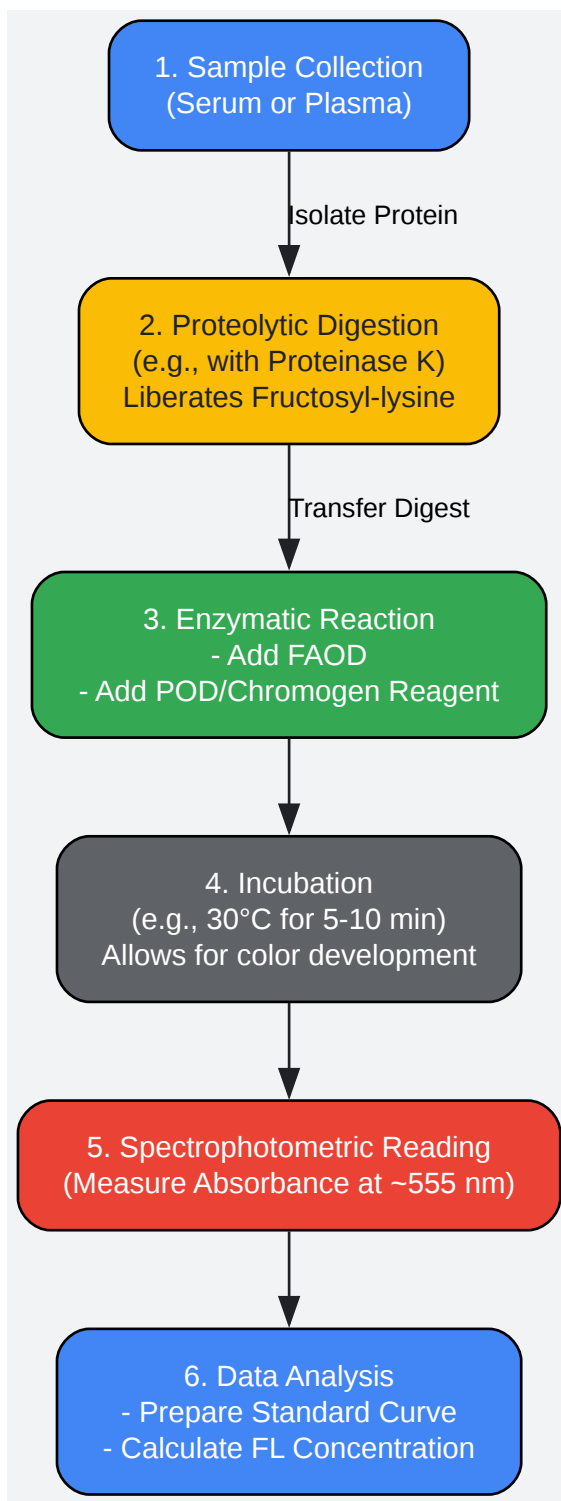 1. Sample Collection
(Serum or Plasma)
Isolate Protein
2. Proteolytic Digestion
(e.g., with Proteinase K)
Liberates Fructosyl-lysine
Transfer Digest
3. Enzymatic Reaction
- Add FAOD
- Add POD/Chromogen Reagent
4. Incubation
(e.g., 30°C for 5-10 min)
Allows for color development
5. Spectrophotometric Reading
(Measure Absorbance at ~555 nm)
6. Data Analysis
- Prepare Standard Curve
- Calculate FL Concentration